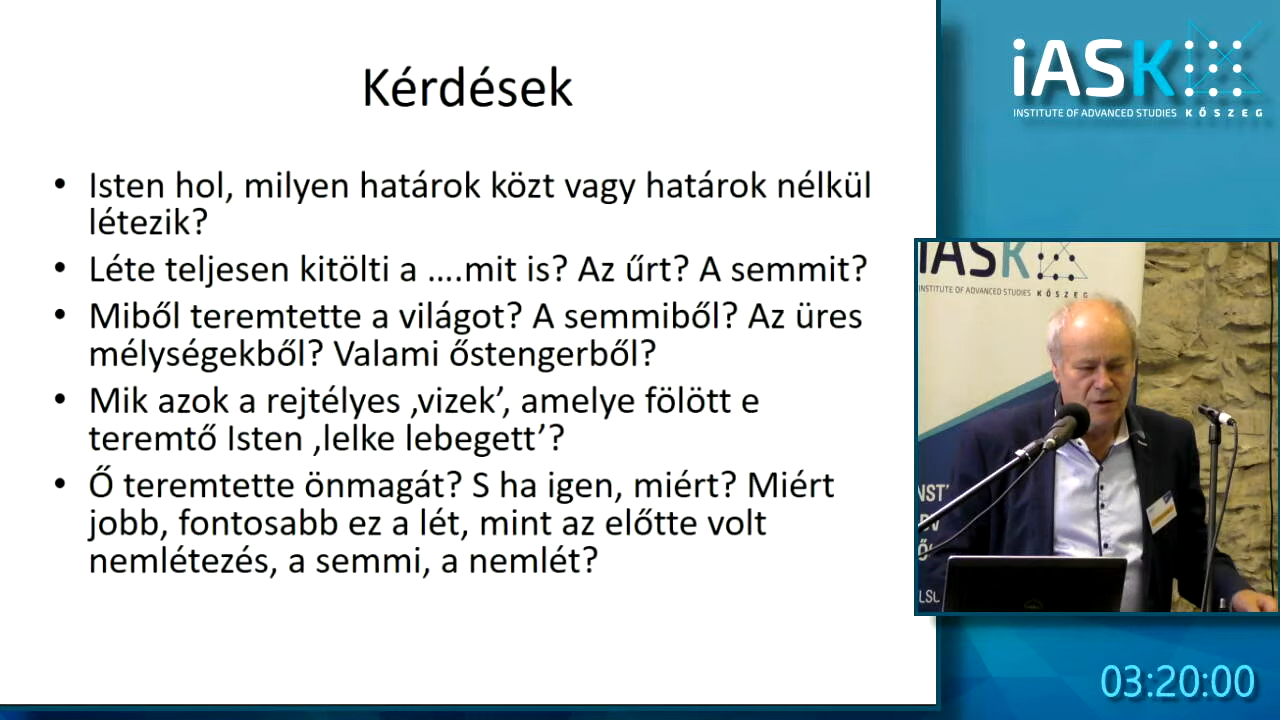 Kérdések
• Isten hol, milyen határok közt vagy határok nélkül
létezik?
• Léte teljesen kitölti a ….mit is? Az űrt? A semmit?
• Miből teremtette a világot? A semmiből? Az üres
mélységekből? Valami őstengerből?
• Mik azok a rejtélyes ‚vizek’, amelye fölött e
teremtő Isten ‚lelke lebegett’?
• Ő teremtette önmagát? S ha igen, miért? Miért
jobb, fontosabb ez a lét, mint az előtte volt
nemlétezés, a semmi, a nemlét?
iASK
INSTITUTE OF ADVANCED STUDIES KŐSZEG
iASK
INSTITUTE OF ADVANCED STUDIES KŐSZEG
NST
DV
LSU
03:20:00